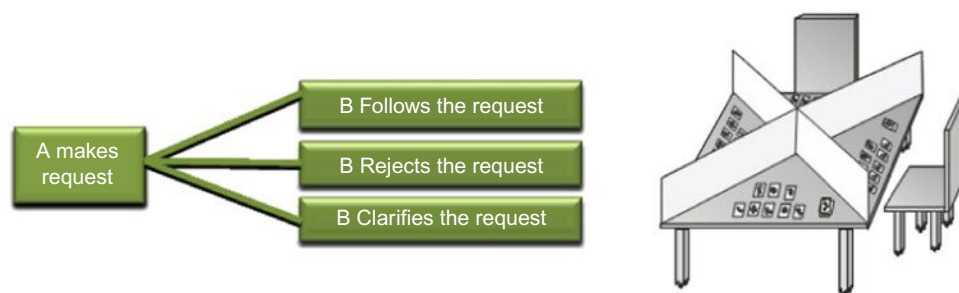 A makes
request
B Follows the request
B Rejects the request
B Clarifies the request